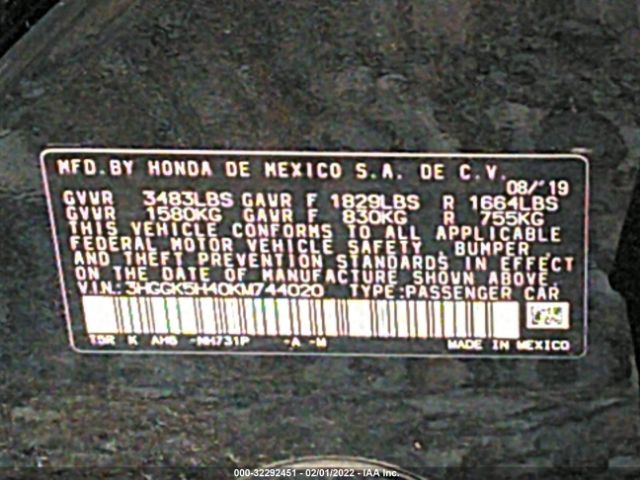 MFD.BY HONDA DE MEXICO S.A. DE C.V.
08/'19
GVWR 3483LBS GAWR F 1829LBS R 1664LBS
GVWR 1580KG GAWR F 830KG R 755KG
THIS VEHICLE CONFORMS TO ALL APPLICABLE
FEDERAL MOTOR VEHICLE SAFETY, BUMPER
AND THEFT PREVENTION STANDARDS IN EFFECT
ON THE DATE OF MANUFACTURE SHOWN ABOVE.
V.I.N.:3HGGK5H40KM744020 TYPE:PASSENGER CAR
TDR K AH6 -NH731P -A -M MADE IN MEXICO
000-32292451 - 02/01/2022 - IAA Inc.